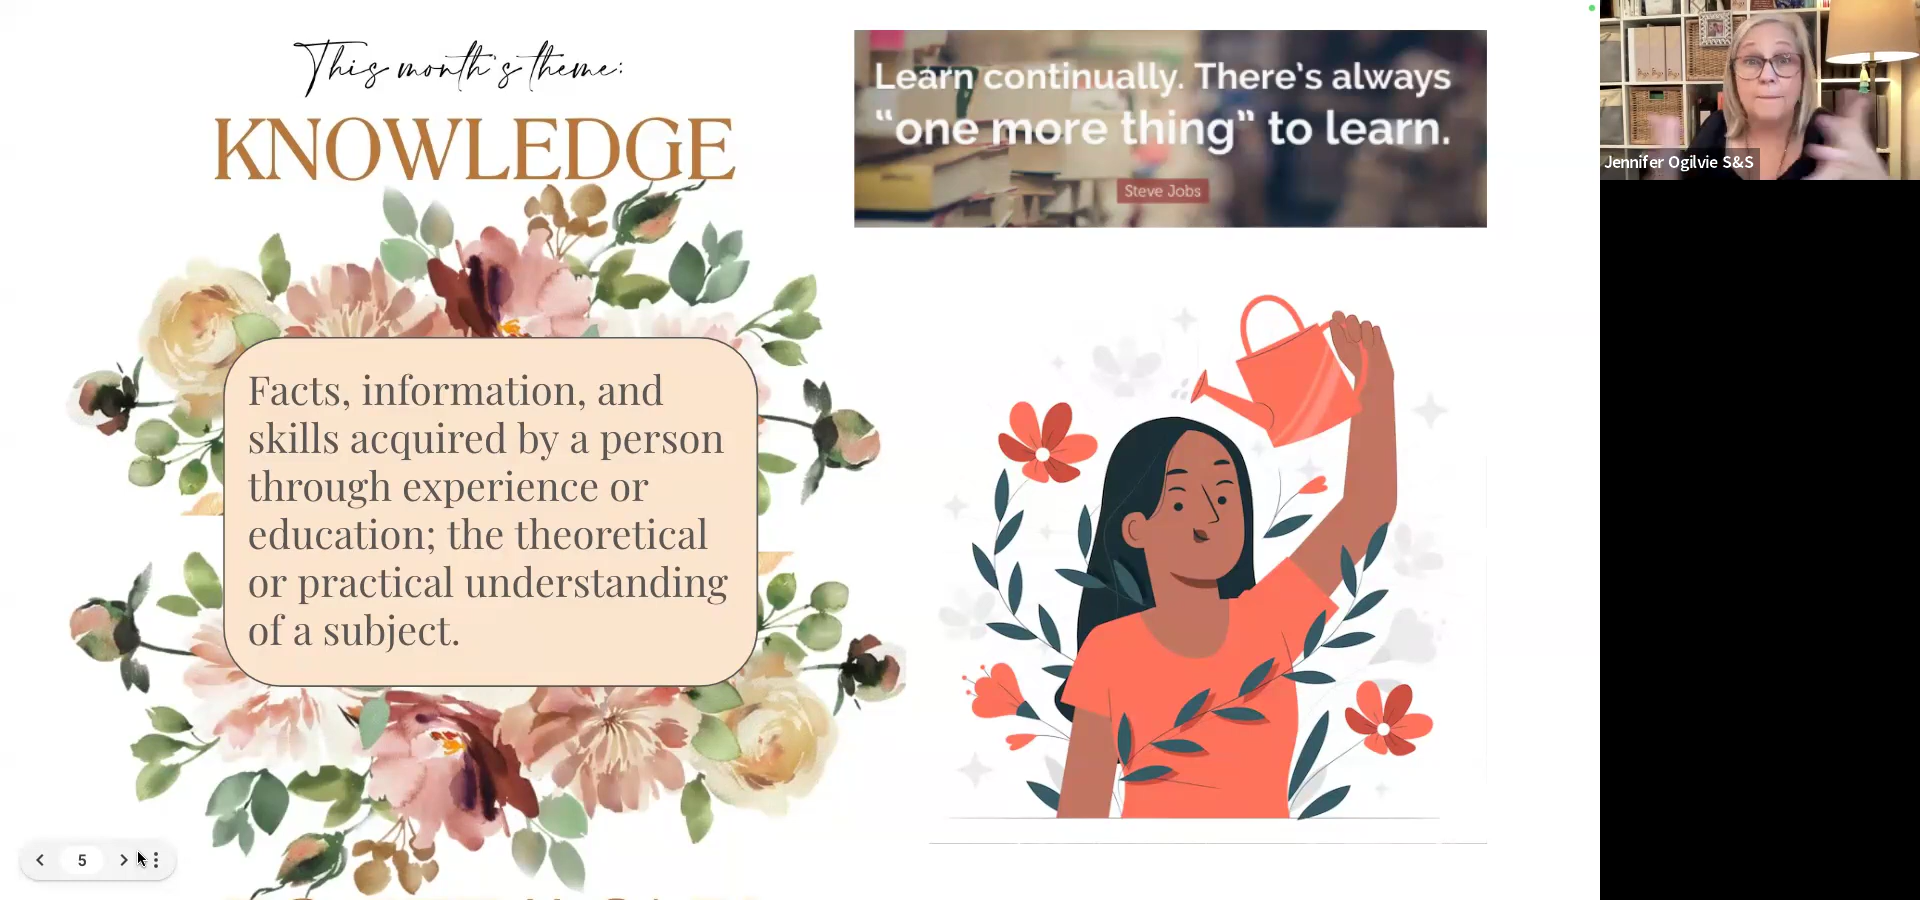 This month's theme:
KNOWLEDGE
Facts, information, and
skills acquired by a person
through experience or
education; the theoretical
or practical understanding
of a subject.
Learn continually. There's always
“one more thing” to learn.
Steve Jobs
Jennifer Ogilvie S&S
5